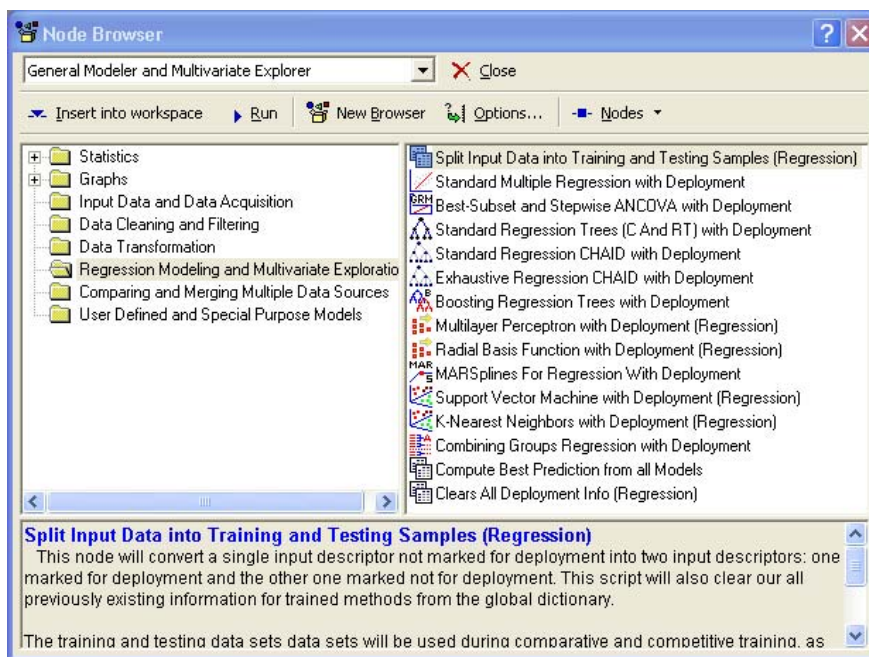 Node Browser
General Modeler and Multivariate Explorer
Close
Insert into workspace
Run
New Browser
Options...
Nodes
Statistics
Graphs
Input Data and Data Acquisition
Data Cleaning and Filtering
Data Transformation
Regression Modeling and Multivariate Exploratio
Comparing and Merging Multiple Data Sources
User Defined and Special Purpose Models
Split Input Data into Training and Testing Samples (Regression)
Standard Multiple Regression with Deployment
GRM
Best-Subset and Stepwise ANCOVA with Deployment
Standard Regression Trees (C And RT) with Deployment
Standard Regression CHAID with Deployment
Exhaustive Regression CHAID with Deployment
Boosting Regression Trees with Deployment
Multilayer Perceptron with Deployment (Regression)
Radial Basis Function with Deployment (Regression)
MAR
MARSplines For Regression With Deployment
Support Vector Machine with Deployment (Regression)
K-Nearest Neighbors with Deployment (Regression)
Combining Groups Regression with Deployment
Compute Best Prediction from all Models
Clears All Deployment Info (Regression)
Split Input Data into Training and Testing Samples (Regression)
This node will convert a single input descriptor not marked for deployment into two input descriptors: one
marked for deployment and the other one marked not for deployment. This script will also clear our all
previously existing information for trained methods from the global dictionary.
The training and testing data sets data sets will be used during comparative and competitive training, as